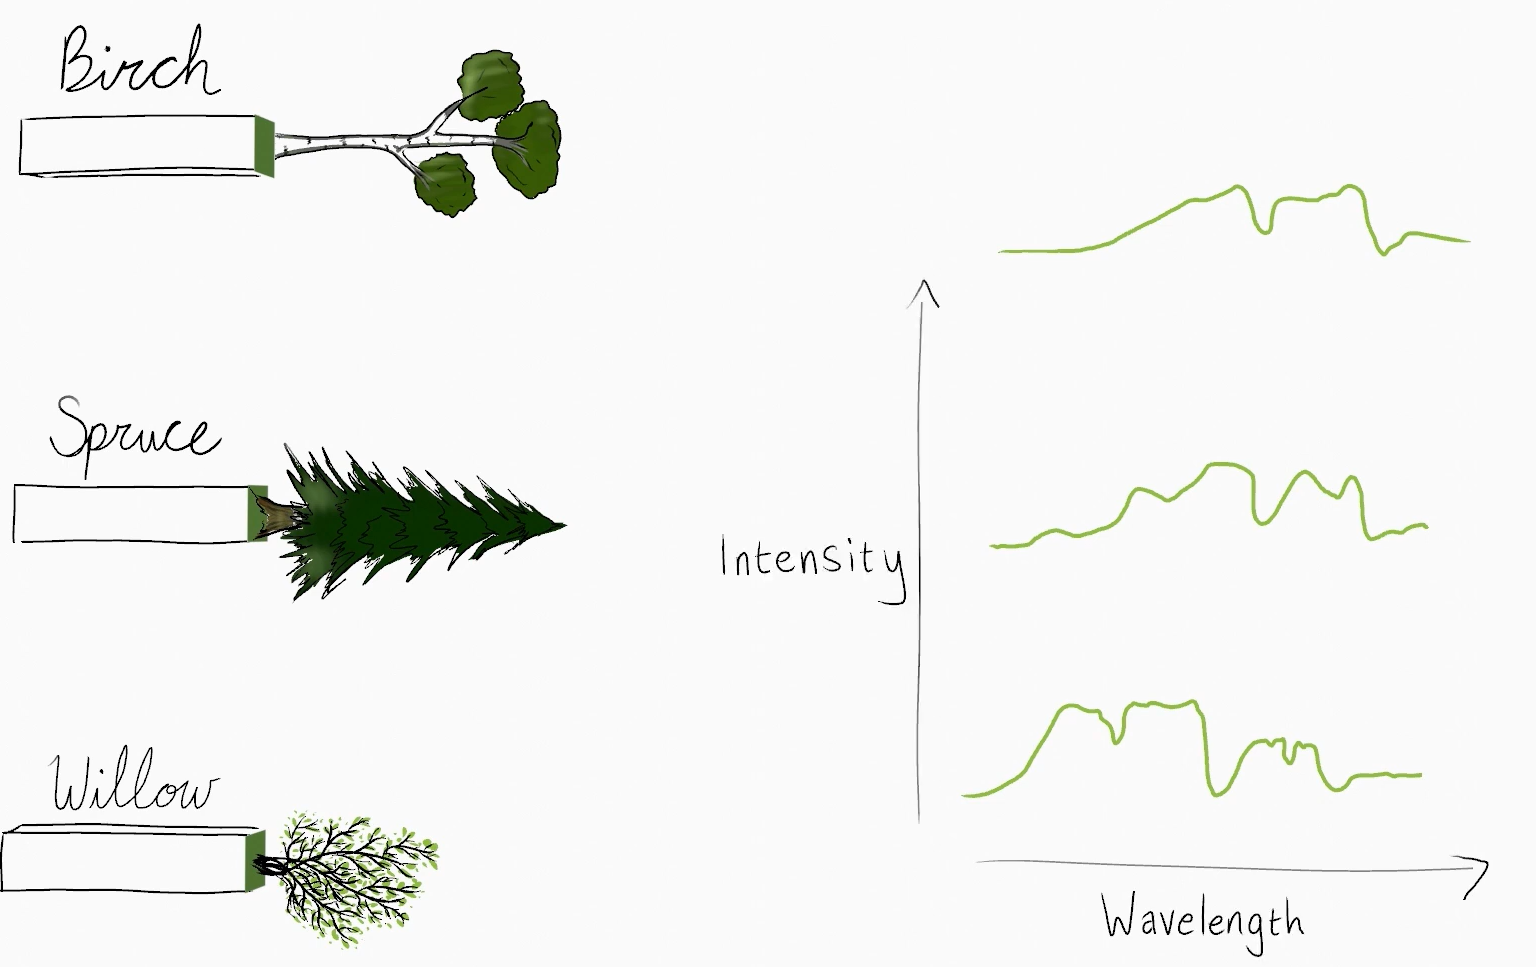 Birch
Spruce
Intensity
Willow
Wavelength